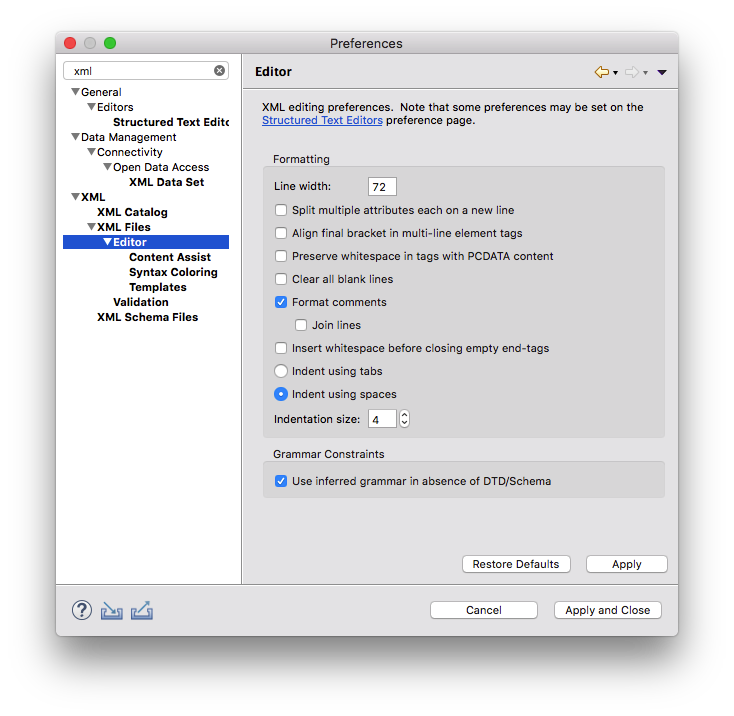 Preferences
xml
General
Editors
Structured Text Edito
Data Management
Connectivity
Open Data Access
XML Data Set
XML
XML Catalog
XML Files
Editor
Content Assist
Syntax Coloring
Templates
Validation
XML Schema Files
Editor
XML editing preferences.  Note that some preferences may be set on the
Structured Text Editors preference page.
Formatting
Line width: 72
Split multiple attributes each on a new line
Align final bracket in multi-line element tags
Preserve whitespace in tags with PCDATA content
Clear all blank lines
Format comments
Join lines
Insert whitespace before closing empty end-tags
Indent using tabs
Indent using spaces
Indentation size: 4
Grammar Constraints
Use inferred grammar in absence of DTD/Schema
Restore Defaults
Apply
?
Cancel
Apply and Close